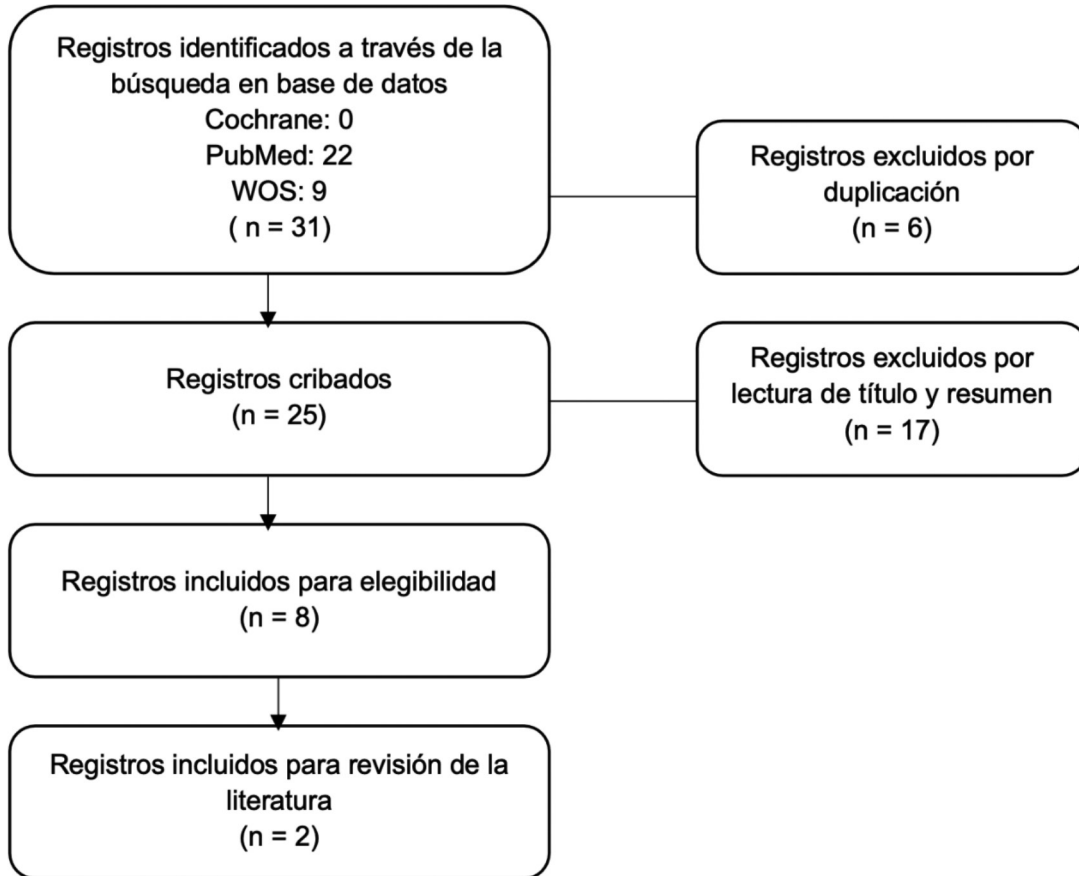 Registros identificados a través de la
búsqueda en base de datos
Cochrane: 0
PubMed: 22
WOS: 9
( n = 31)
Registros excluidos por
duplicación
(n = 6)
Registros cribados
(n = 25)
Registros excluidos por
lectura de título y resumen
(n = 17)
Registros incluidos para elegibilidad
(n = 8)
Registros incluidos para revisión de la
literatura
(n = 2)